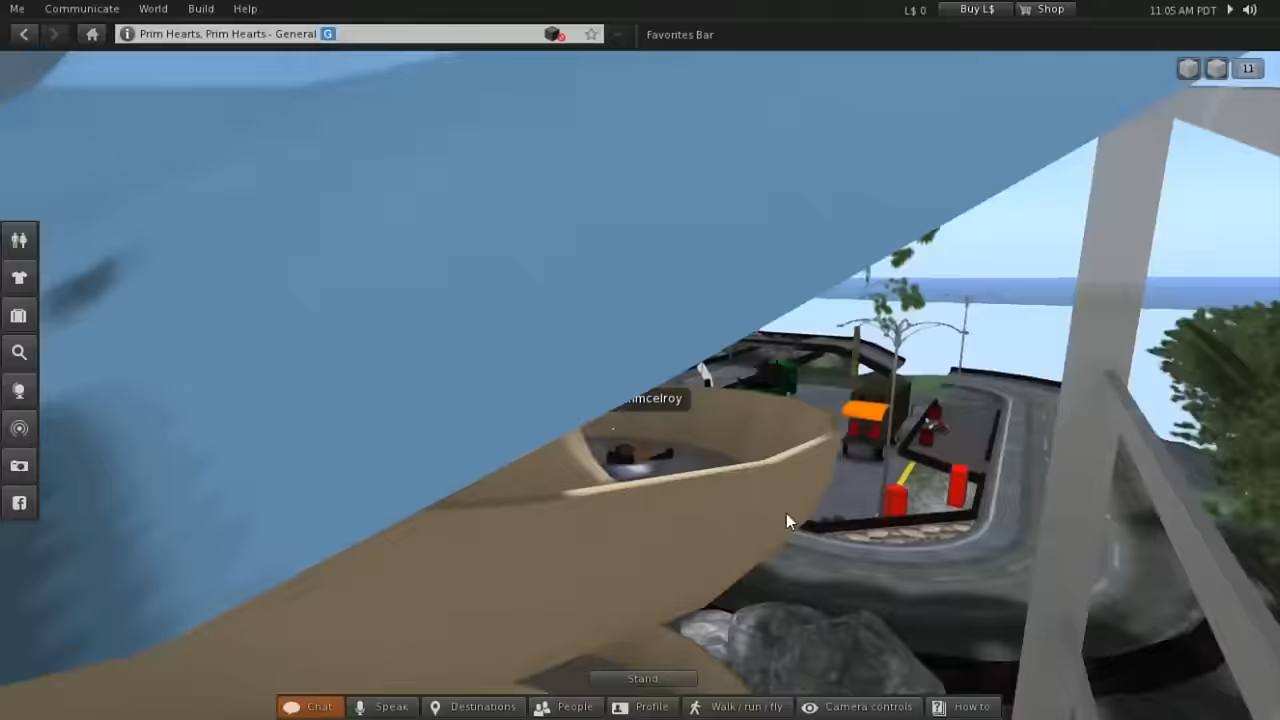 Me Communicate World Build Help L$ 0 Buy L$ Shop 11:05 AM PDT
Prim Hearts, Prim Hearts - General G Favorites Bar
11
Stand
Chat Speak Destinations People Profile Walk / run / fly Camera controls How to